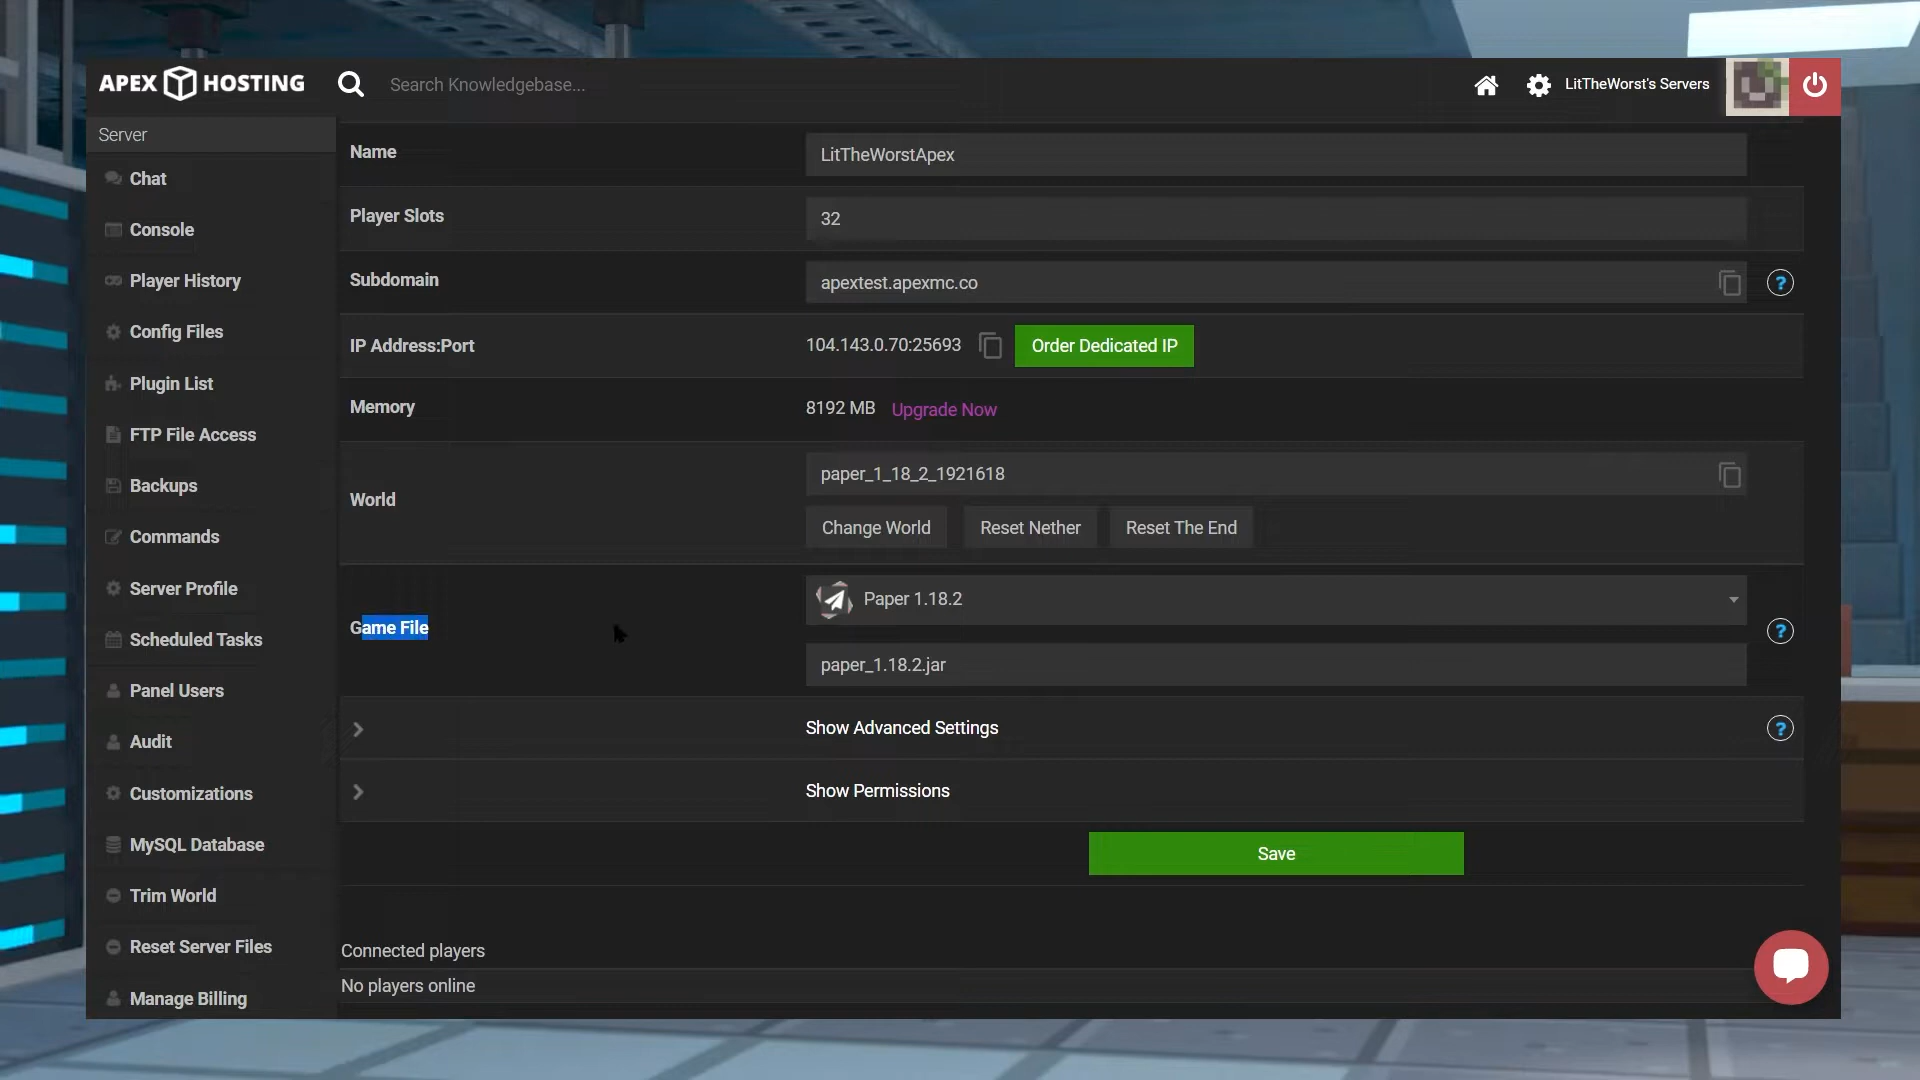 APEX HOSTING
Search Knowledgebase...
LitTheWorst's Servers
Server
Chat
Console
Player History
Config Files
Plugin List
FTP File Access
Backups
Commands
Server Profile
Scheduled Tasks
Panel Users
Audit
Customizations
MySQL Database
Trim World
Reset Server Files
Manage Billing
Name
LitTheWorstApex
Player Slots
32
Subdomain
apextest.apexmc.co
?
IP Address:Port
104.143.0.70:25693
Order Dedicated IP
Memory
8192 MB
Upgrade Now
World
paper_1_18_2_1921618
Change World
Reset Nether
Reset The End
Game File
Paper 1.18.2
?
paper_1.18.2.jar
Show Advanced Settings
?
Show Permissions
Save
Connected players
No players online